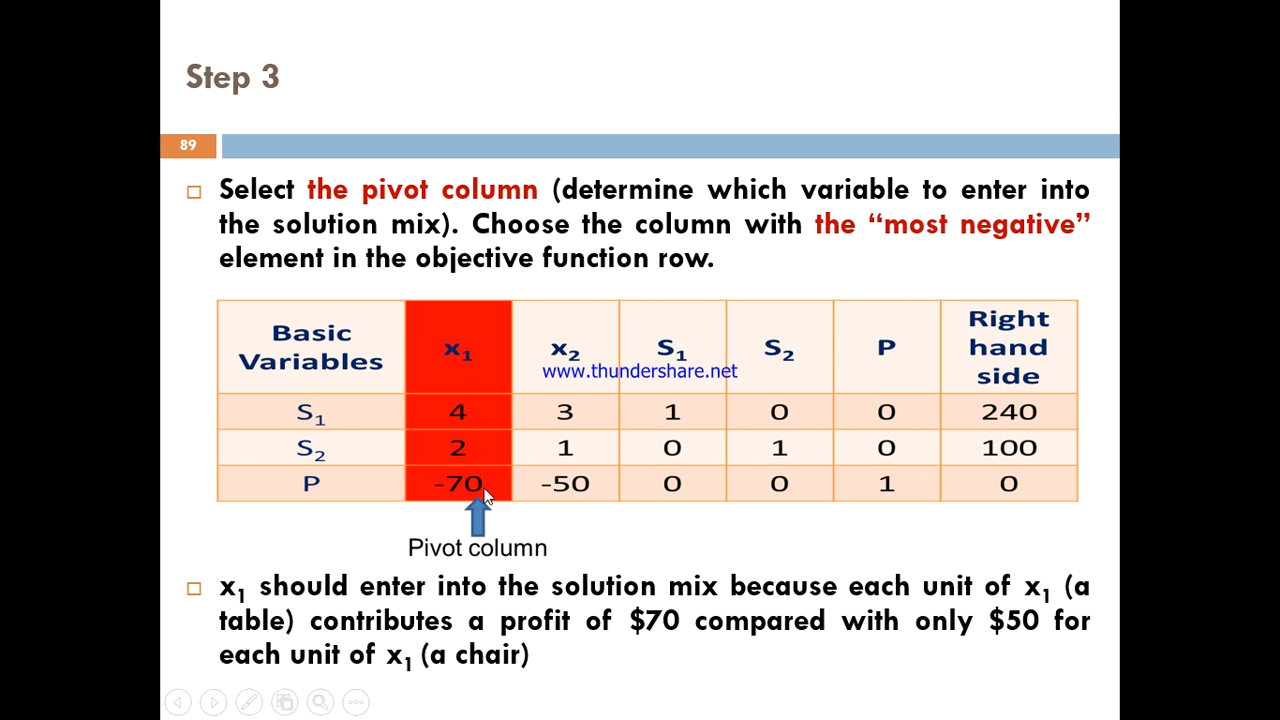 Step 3
89
Select the pivot column (determine which variable to enter into
the solution mix). Choose the column with the “most negative”
element in the objective function row.
Basic Variables x₁ x₂ S₁ S₂ P Right hand side
www.thundershare.net
S₁ 4 3 1 0 0 240
S₂ 2 1 0 1 0 100
P -70 -50 0 0 1 0
Pivot column
x₁ should enter into the solution mix because each unit of x₁ (a
table) contributes a profit of $70 compared with only $50 for
each unit of x₁ (a chair)